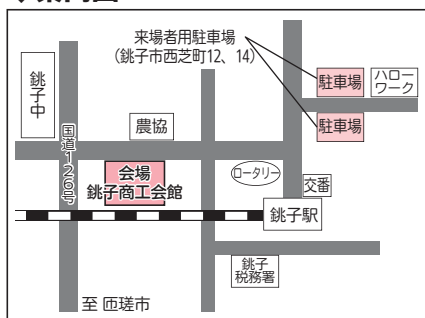 来場者用駐車場
（銚子市西芝町12、14）
銚子中
国道126号
農協
駐車場
ハロー
ワーク
駐車場
会場
銚子商工会館
ロータリー
交番
銚子駅
銚子
税務署
至 匝瑳市